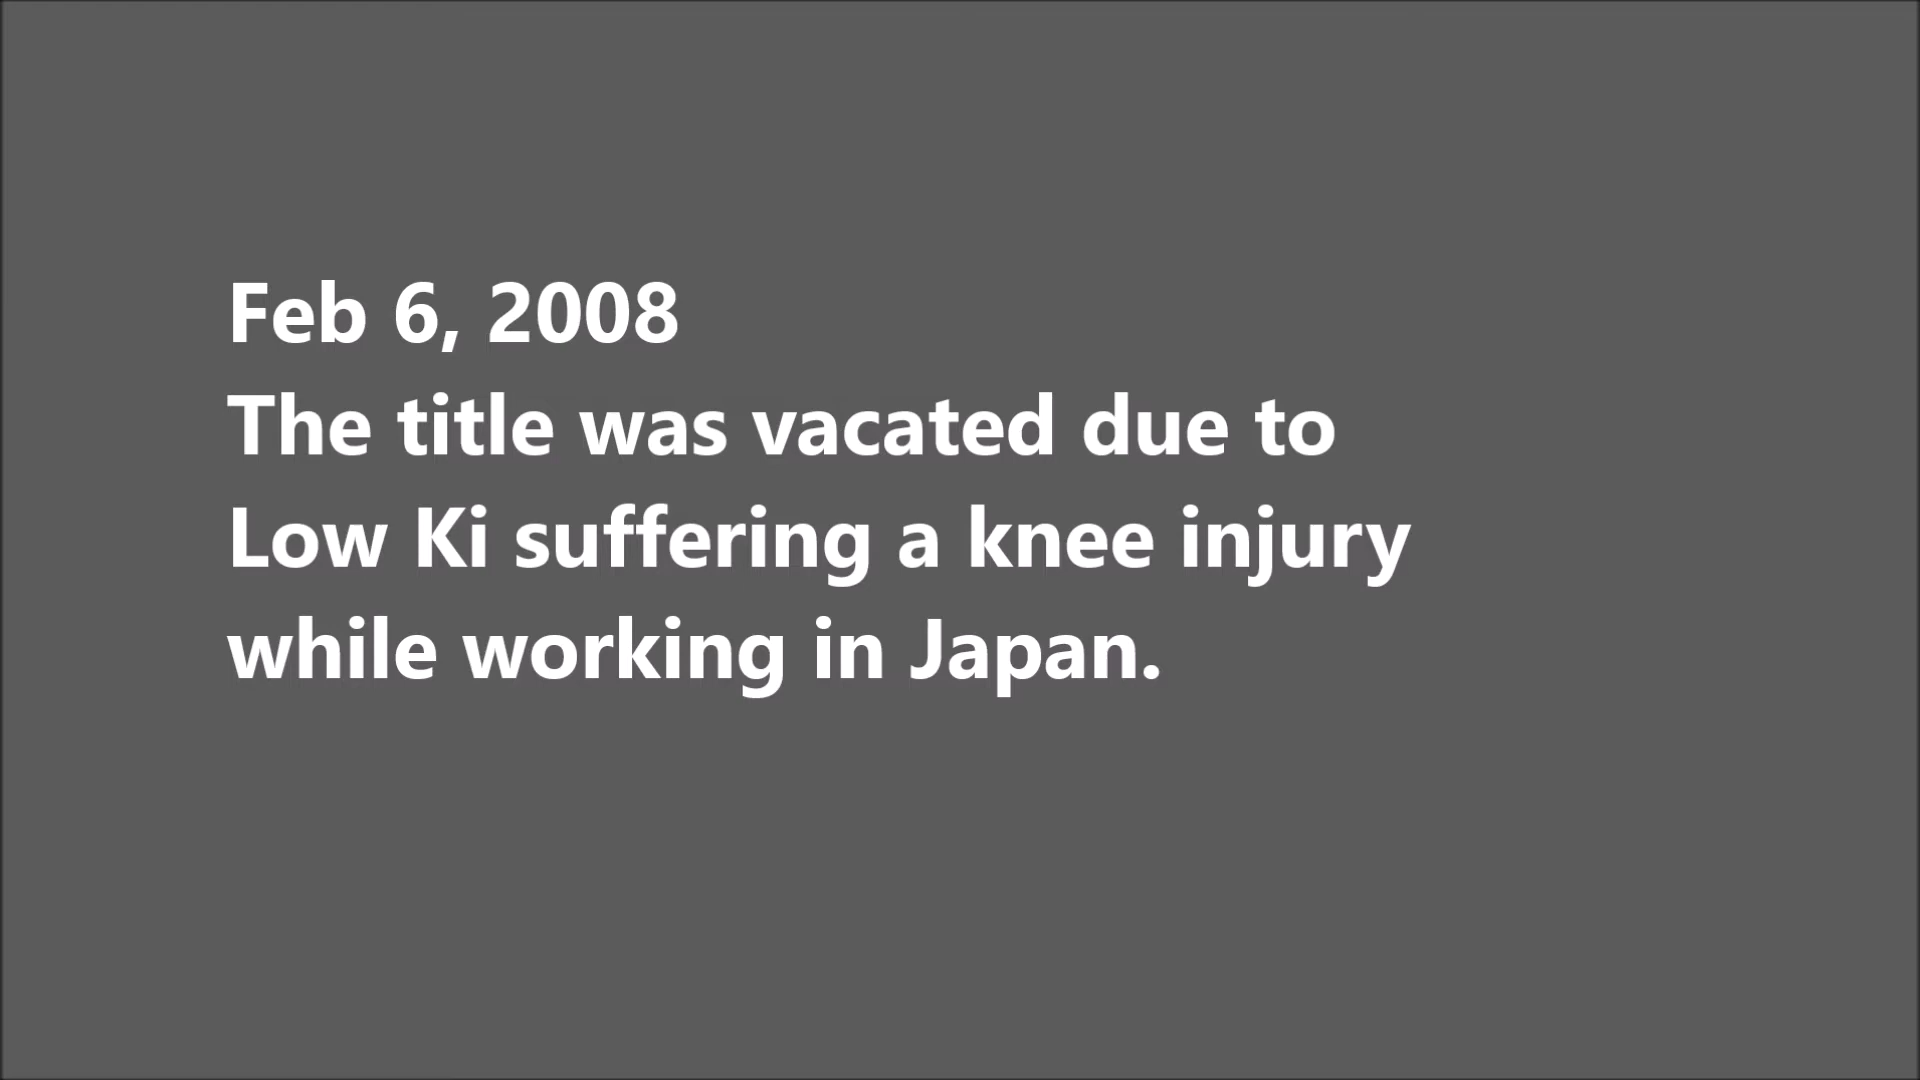 Feb 6, 2008
The title was vacated due to
Low Ki suffering a knee injury
while working in Japan.